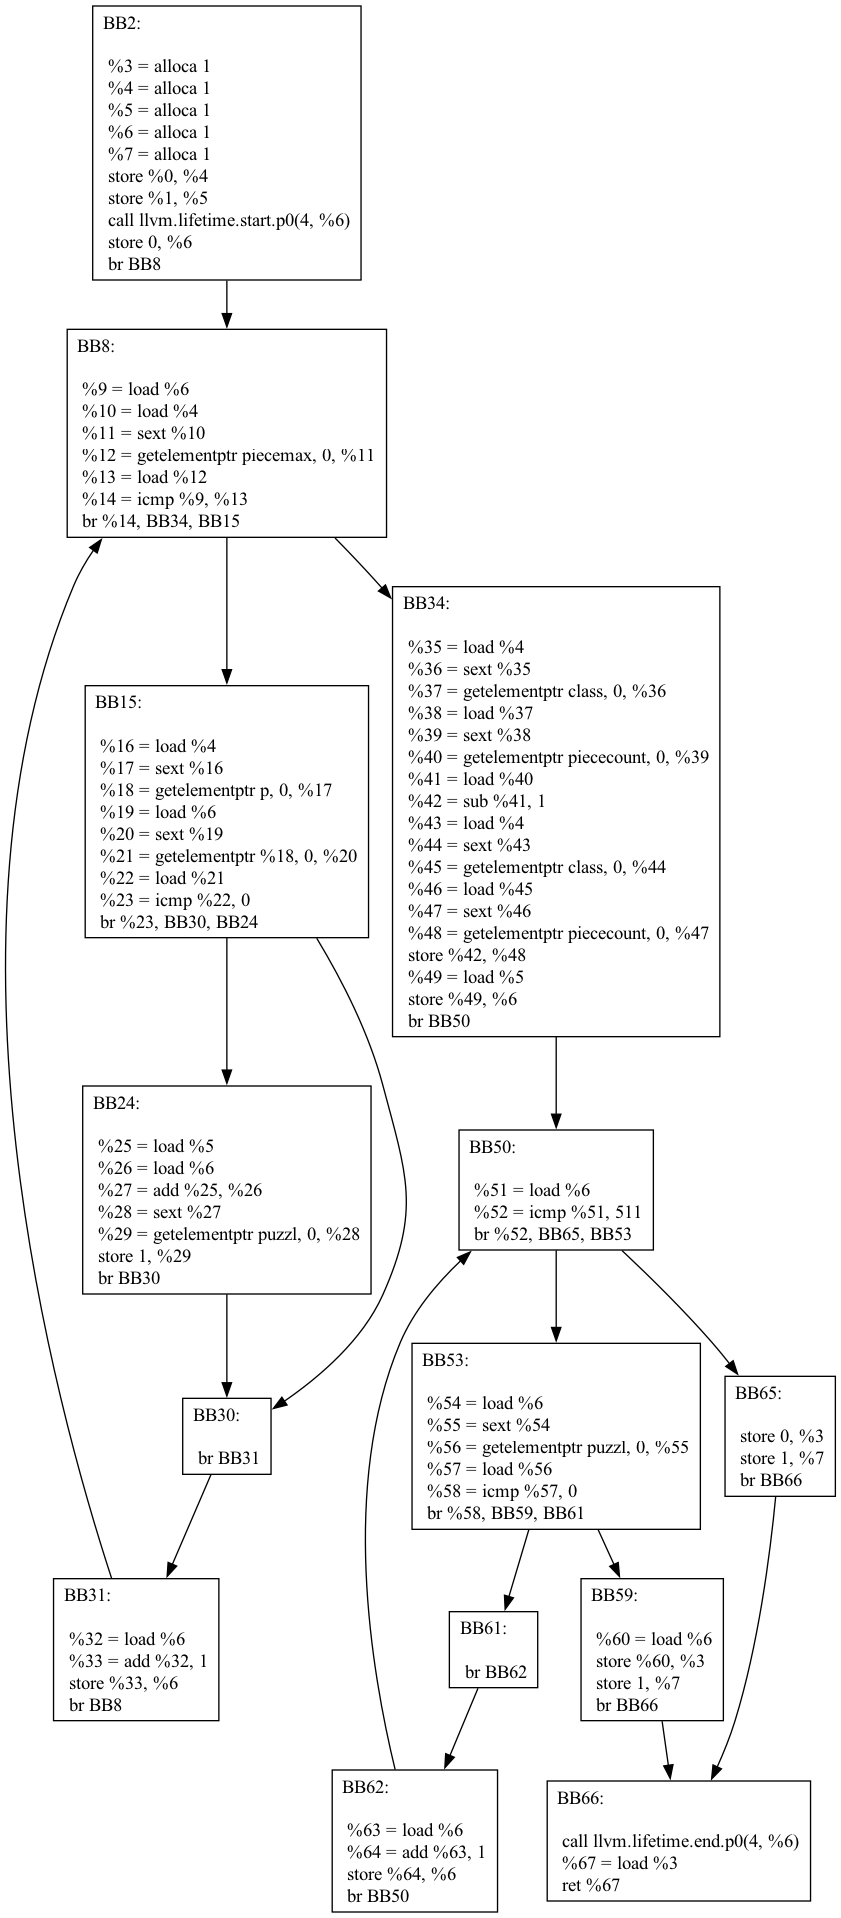 BB2:
%3 = alloca 1
%4 = alloca 1
%5 = alloca 1
%6 = alloca 1
%7 = alloca 1
store %0, %4
store %1, %5
call llvm.lifetime.start.p0(4, %6)
store 0, %6
br BB8
BB8:
%9 = load %6
%10 = load %4
%11 = sext %10
%12 = getelementptr piecemax, 0, %11
%13 = load %12
%14 = icmp %9, %13
br %14, BB34, BB15
BB34:
%35 = load %4
%36 = sext %35
%37 = getelementptr class, 0, %36
%38 = load %37
%39 = sext %38
%40 = getelementptr piececount, 0, %39
%41 = load %40
%42 = sub %41, 1
%43 = load %4
%44 = sext %43
%45 = getelementptr class, 0, %44
%46 = load %45
%47 = sext %46
%48 = getelementptr piececount, 0, %47
store %42, %48
%49 = load %5
store %49, %6
br BB50
BB15:
%16 = load %4
%17 = sext %16
%18 = getelementptr p, 0, %17
%19 = load %6
%20 = sext %19
%21 = getelementptr %18, 0, %20
%22 = load %21
%23 = icmp %22, 0
br %23, BB30, BB24
BB24:
%25 = load %5
%26 = load %6
%27 = add %25, %26
%28 = sext %27
%29 = getelementptr puzzl, 0, %28
store 1, %29
br BB30
BB50:
%51 = load %6
%52 = icmp %51, 511
br %52, BB65, BB53
BB53:
%54 = load %6
%55 = sext %54
%56 = getelementptr puzzl, 0, %55
%57 = load %56
%58 = icmp %57, 0
br %58, BB59, BB61
BB65:
store 0, %3
store 1, %7
br BB66
BB30:
br BB31
BB31:
%32 = load %6
%33 = add %32, 1
store %33, %6
br BB8
BB61:
br BB62
BB59:
%60 = load %6
store %60, %3
store 1, %7
br BB66
BB62:
%63 = load %6
%64 = add %63, 1
store %64, %6
br BB50
BB66:
call llvm.lifetime.end.p0(4, %6)
%67 = load %3
ret %67